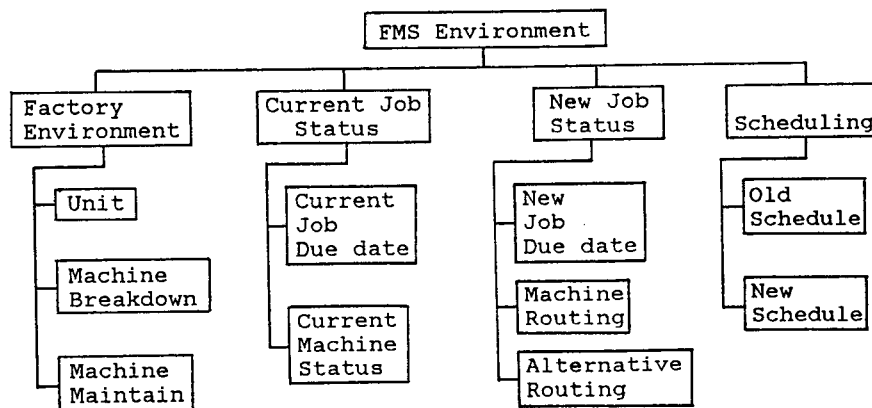 FMS Environment
Factory
Environment
Current Job
Status
New Job
Status
Scheduling
Unit
Machine
Breakdown
Machine
Maintain
Current
Job
Due date
Current
Machine
Status
New
Job
Due date
Machine
Routing
Alternative
Routing
Old
Schedule
New
Schedule